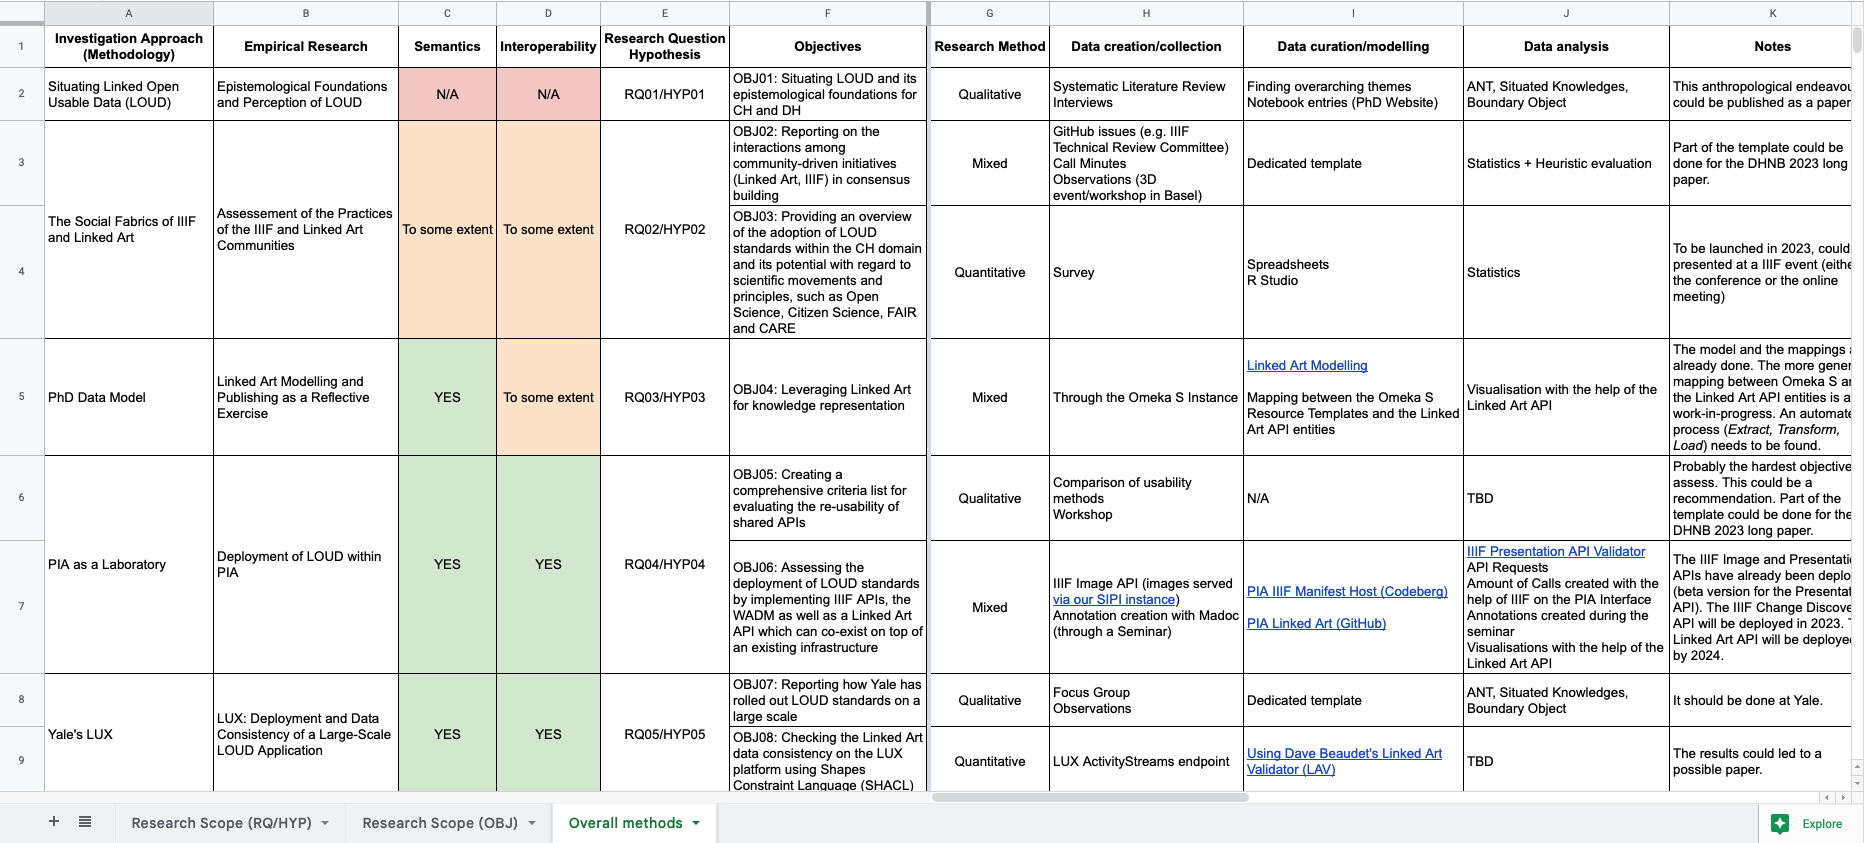 A B C D E F G H I J K
1
Investigation Approach
(Methodology)
Empirical Research
Semantics
Interoperability
Research Question
Hypothesis
Objectives
Research Method
Data creation/collection
Data curation/modelling
Data analysis
Notes
2
Situating Linked Open
Usable Data (LOUD)
Epistemological Foundations
and Perception of LOUD
N/A
N/A
RQ01/HYP01
OBJ01: Situating LOUD and its
epistemological foundations for
CH and DH
Qualitative
Systematic Literature Review
Interviews
Finding overarching themes
Notebook entries (PhD Website)
ANT, Situated Knowledges,
Boundary Object
This anthropological endeavou
could be published as a paper
3
The Social Fabrics of IIIF
and Linked Art
Assessement of the Practices
of the IIIF and Linked Art
Communities
To some extent
To some extent
RQ02/HYP02
OBJ02: Reporting on the
interactions among
community-driven initiatives
(Linked Art, IIIF) in consensus
building
Mixed
GitHub issues (e.g. IIIF
Technical Review Committee)
Call Minutes
Observations (3D
event/workshop in Basel)
Dedicated template
Statistics + Heuristic evaluation
Part of the template could be
done for the DHNB 2023 long
paper.
4
OBJ03: Providing an overview
of the adoption of LOUD
standards within the CH domain
and its potential with regard to
scientific movements and
principles, such as Open
Science, Citizen Science, FAIR
and CARE
Quantitative
Survey
Spreadsheets
R Studio
Statistics
To be launched in 2023, could
presented at a IIIF event (eithe
the conference or the online
meeting)
5
PhD Data Model
Linked Art Modelling and
Publishing as a Reflective
Exercise
YES
To some extent
RQ03/HYP03
OBJ04: Leveraging Linked Art
for knowledge representation
Mixed
Through the Omeka S Instance
Linked Art Modelling
Mapping between the Omeka S
Resource Templates and the Linked
Art API entities
Visualisation with the help of the
Linked Art API
The model and the mappings a
already done. The more gener
mapping between Omeka S an
the Linked Art API entities is a
work-in-progress. An automate
process (Extract, Transform,
Load) needs to be found.
6
PIA as a Laboratory
Deployment of LOUD within
PIA
YES
YES
RQ04/HYP04
OBJ05: Creating a
comprehensive criteria list for
evaluating the re-usability of
shared APIs
Qualitative
Comparison of usability
methods
Workshop
N/A
TBD
Probably the hardest objective
assess. This could be a
recommendation. Part of the
template could be done for the
DHNB 2023 long paper.
7
OBJ06: Assessing the
deployment of LOUD standards
by implementing IIIF APIs, the
WADM as well as a Linked Art
API which can co-exist on top of
an existing infrastructure
Mixed
IIIF Image API (images served
via our SIPI instance)
Annotation creation with Madoc
(through a Seminar)
PIA IIIF Manifest Host (Codeberg)
PIA Linked Art (GitHub)
IIIF Presentation API Validator
API Requests
Amount of Calls created with the
help of IIIF on the PIA Interface
Annotations created during the
seminar
Visualisations with the help of the
Linked Art API
The IIIF Image and Presentati
APIs have already been deplo
(beta version for the Presentat
API). The IIIF Change Discove
API will be deployed in 2023.
Linked Art API will be deploye
by 2024.
8
Yale's LUX
LUX: Deployment and Data
Consistency of a Large-Scale
LOUD Application
YES
YES
RQ05/HYP05
OBJ07: Reporting how Yale has
rolled out LOUD standards on a
large scale
Qualitative
Focus Group
Observations
Dedicated template
ANT, Situated Knowledges,
Boundary Object
It should be done at Yale.
9
OBJ08: Checking the Linked Art
data consistency on the LUX
platform using Shapes
Constraint Language (SHACL)
Quantitative
LUX ActivityStreams endpoint
Using Dave Beaudet's Linked Art
Validator (LAV)
TBD
The results could led to a
possible paper.
Research Scope (RQ/HYP)
Research Scope (OBJ)
Overall methods
Explore